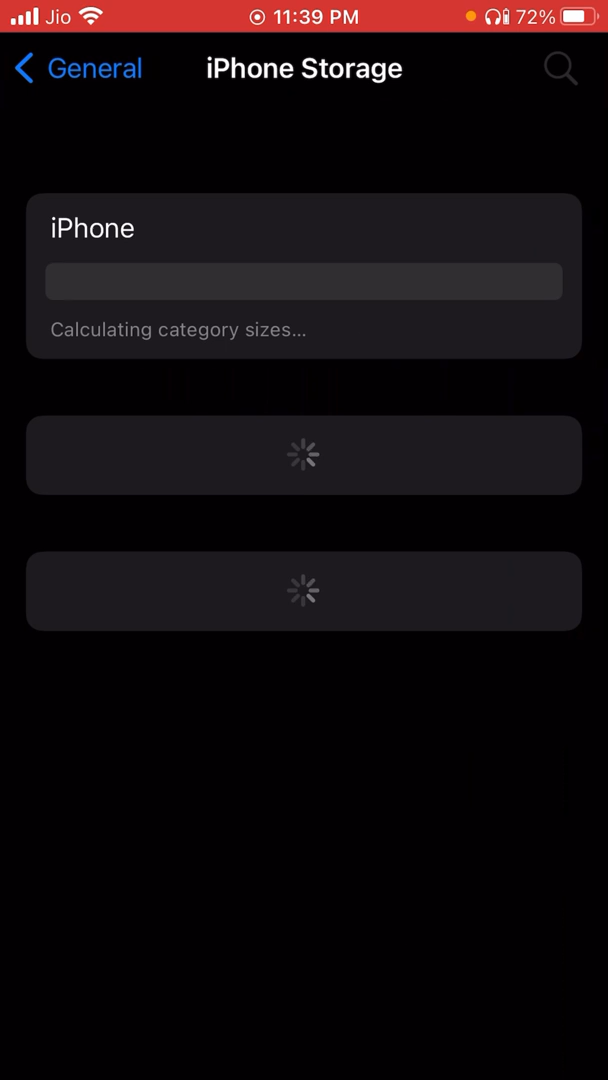 Jio 11:39 PM 72%
General iPhone Storage
iPhone
Calculating category sizes...